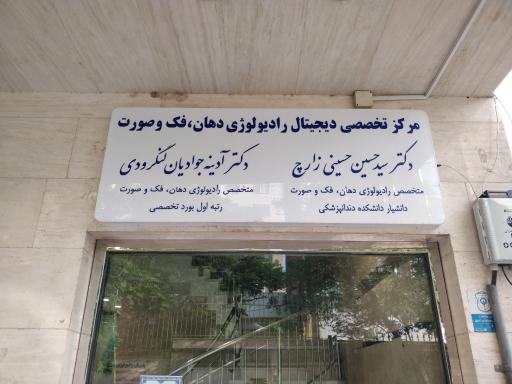 مرکز تخصصی دیجیتال رادیولوژی دهان، فک و صورت
دکتر سید حسین حسینی زارچ
متخصص رادیولوژی دهان، فک و صورت
دانشیار دانشکده دندانپزشکی
دکتر آدینه جوادیان لنگرودی
متخصص رادیولوژی دهان، فک و صورت
رتبه اول بورد تخصصی